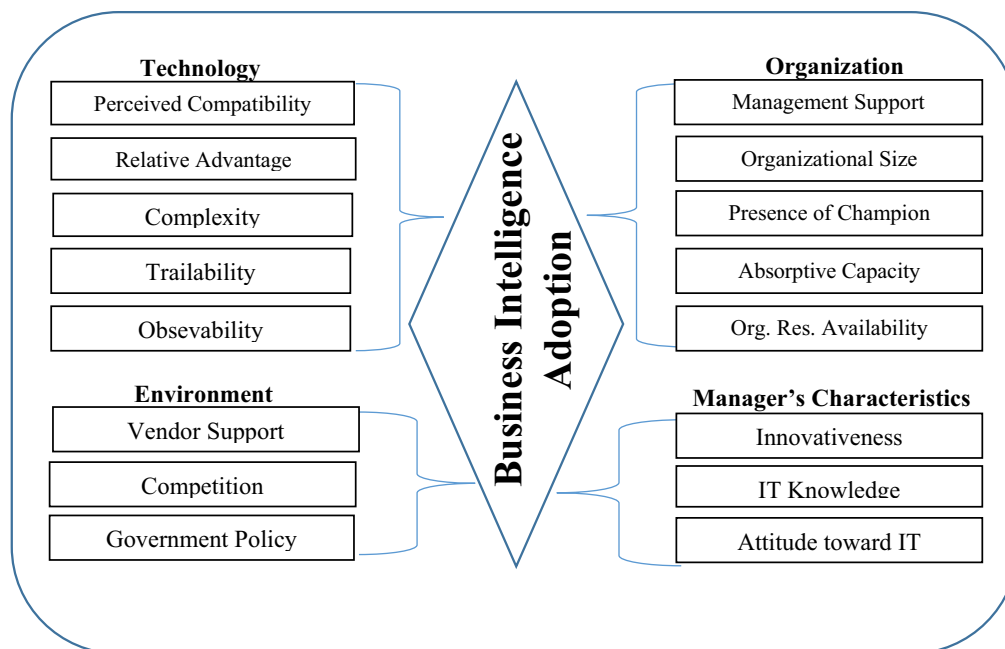 Technology
Perceived Compatibility
Relative Advantage
Complexity
Trailability
Obsevability
Environment
Vendor Support
Competition
Government Policy
Business Intelligence
Adoption
Organization
Management Support
Organizational Size
Presence of Champion
Absorptive Capacity
Org. Res. Availability
Manager’s Characteristics
Innovativeness
IT Knowledge
Attitude toward IT